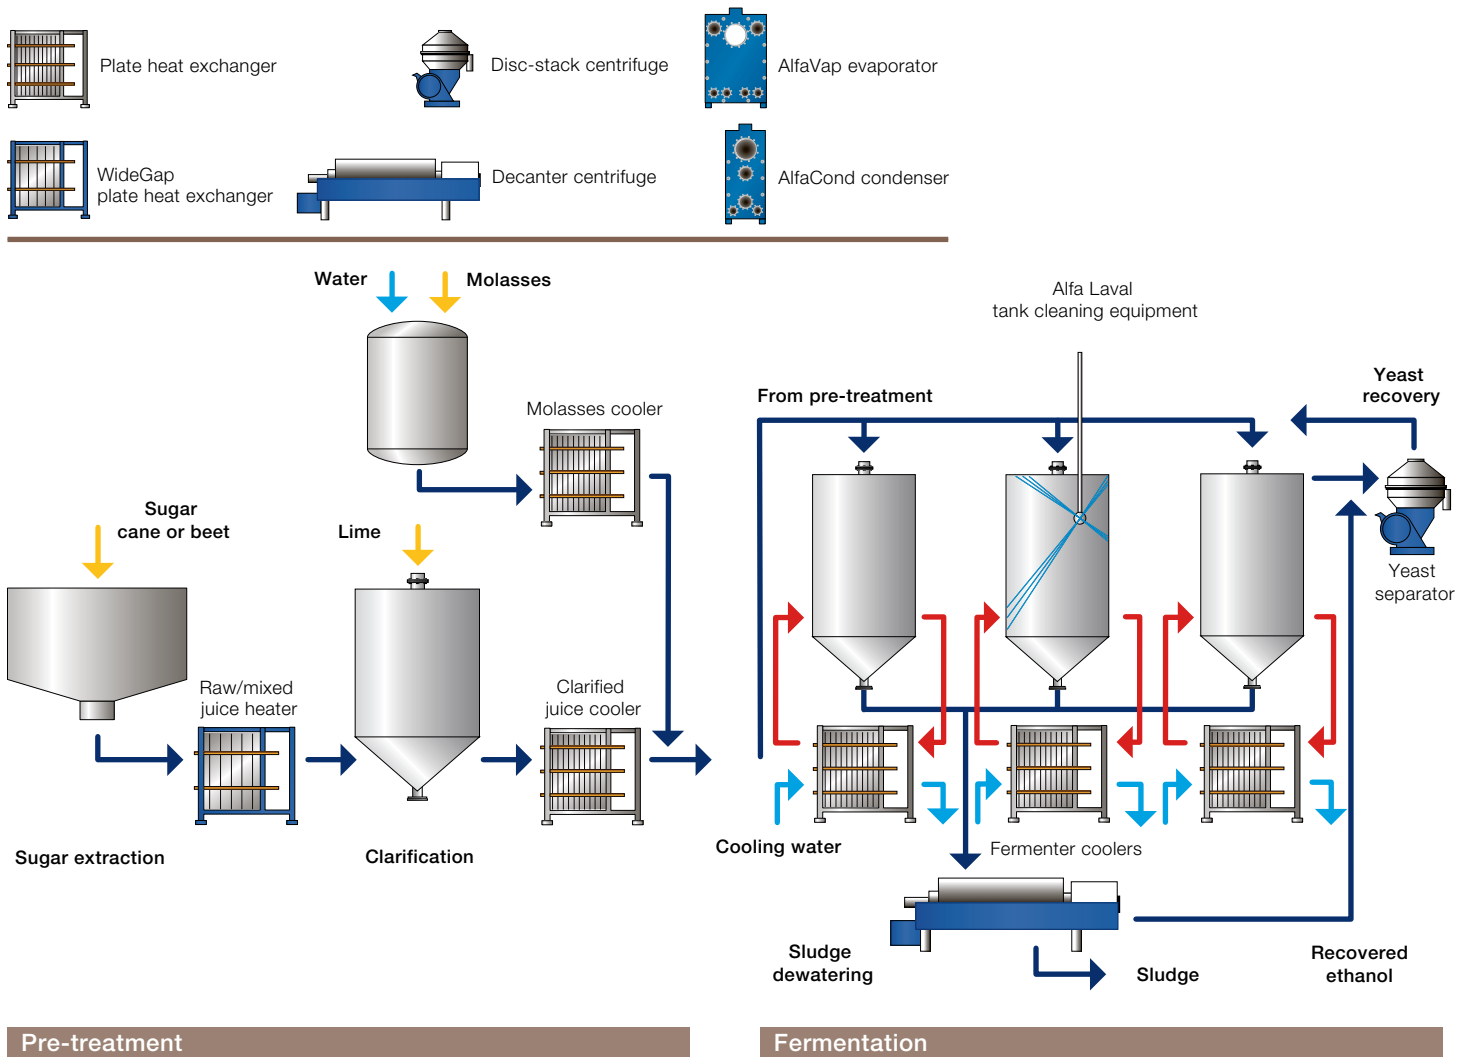 Plate heat exchanger
Disc-stack centrifuge
AlfaVap evaporator
WideGap
plate heat exchanger
Decanter centrifuge
AlfaCond condenser
Water
Molasses
Alfa Laval
tank cleaning equipment
From pre-treatment
Yeast
recovery
Molasses cooler
Sugar
cane or beet
Lime
Yeast
separator
Raw/mixed
juice heater
Clarified
juice cooler
Cooling water
Fermenter coolers
Sugar extraction
Clarification
Sludge
dewatering
Sludge
Recovered
ethanol
Pre-treatment
Fermentation